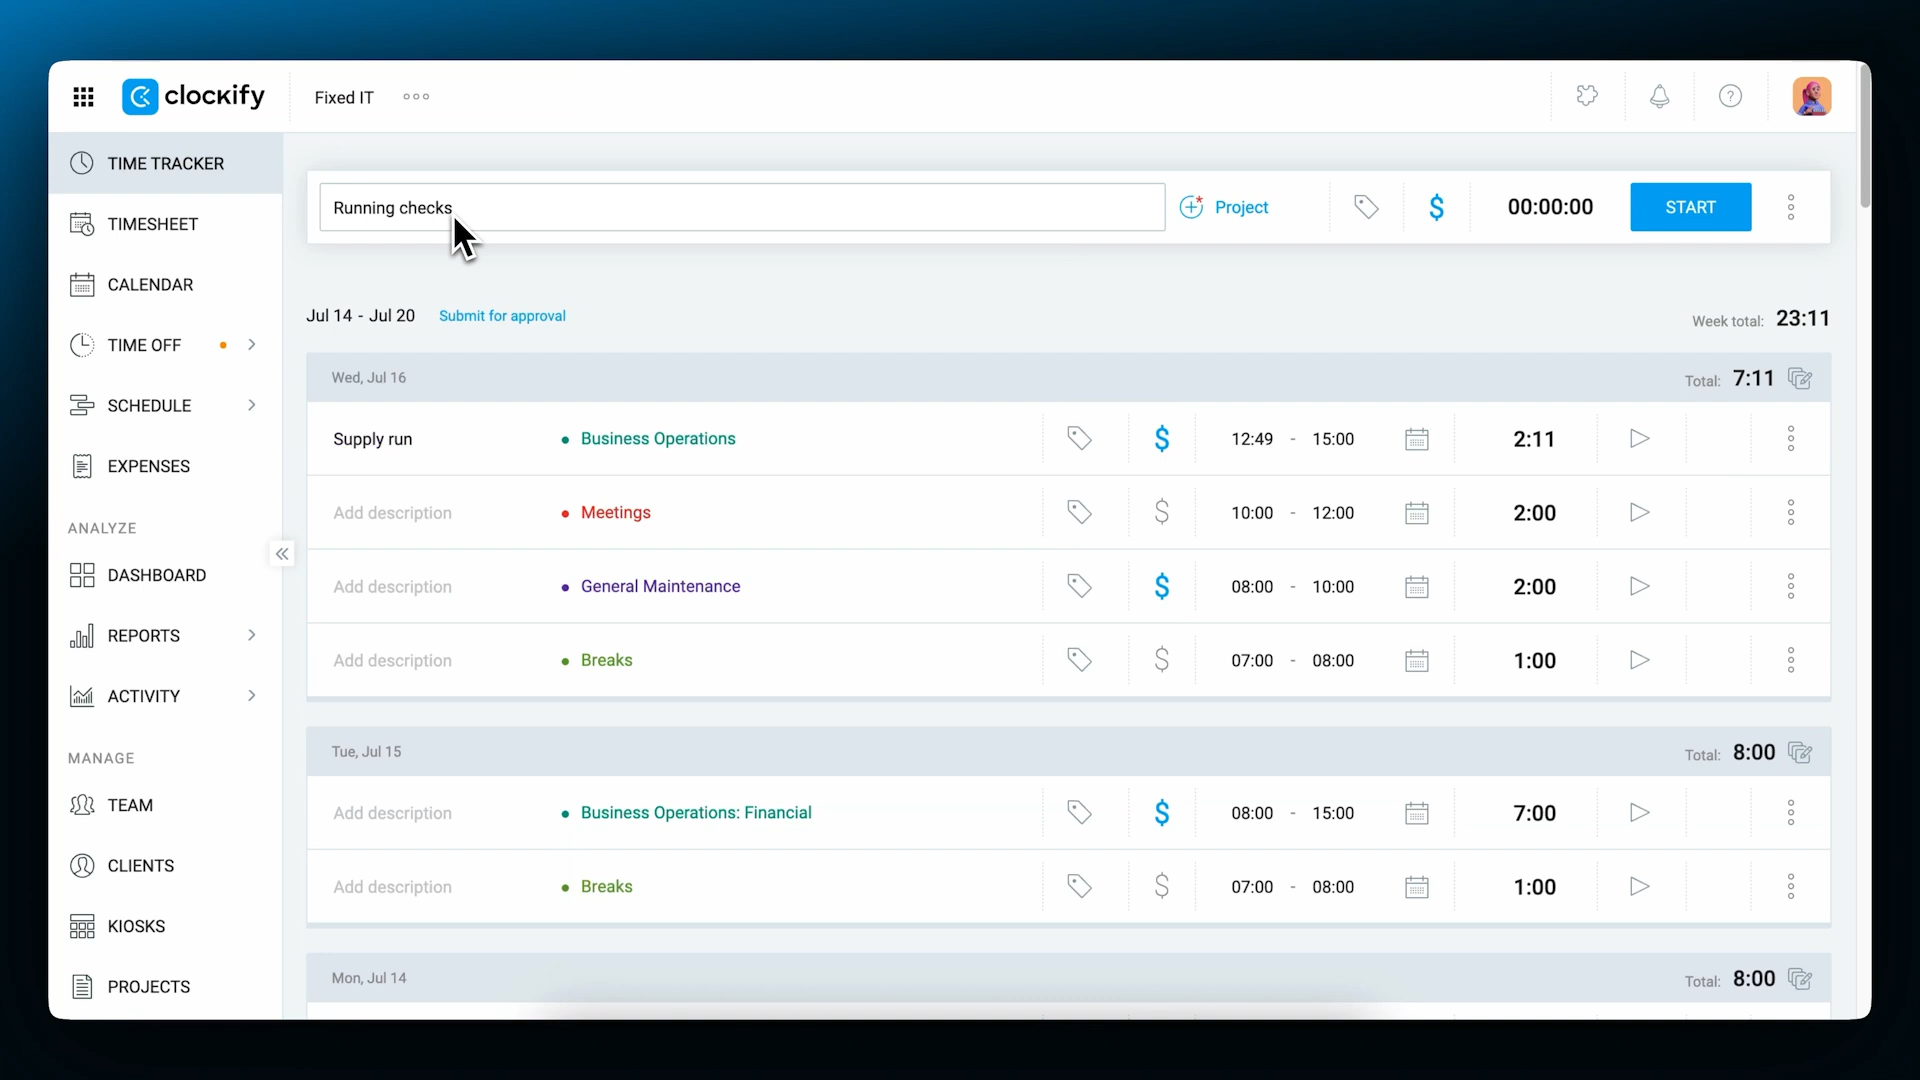 clockify
Fixed IT
TIME TRACKER
TIMESHEET
CALENDAR
TIME OFF
SCHEDULE
EXPENSES
ANALYZE
DASHBOARD
REPORTS
ACTIVITY
MANAGE
TEAM
CLIENTS
KIOSKS
PROJECTS
Running checks
Project
$
00:00:00
START
Jul 14 - Jul 20 Submit for approval
Week total: 23:11
Wed, Jul 16
Total: 7:11
Supply run Business Operations $ 12:49 - 15:00 2:11
Add description Meetings $ 10:00 - 12:00 2:00
Add description General Maintenance $ 08:00 - 10:00 2:00
Add description Breaks $ 07:00 - 08:00 1:00
Tue, Jul 15
Total: 8:00
Add description Business Operations: Financial $ 08:00 - 15:00 7:00
Add description Breaks $ 07:00 - 08:00 1:00
Mon, Jul 14
Total: 8:00